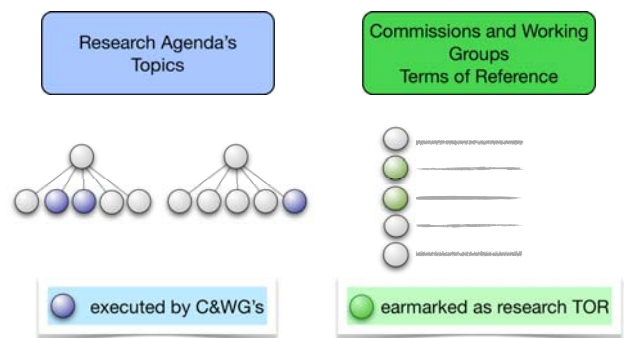 Research Agenda's
Topics
Commissions and Working
Groups
Terms of Reference
executed by C&WG's
earmarked as research TOR